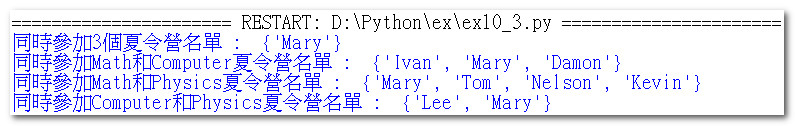 ====================== RESTART: D:\Python\ex\ex10_3.py ======================
同時參加3個夏令營名單 :  {'Mary'}
同時參加Math和Computer夏令營名單 :  {'Ivan', 'Mary', 'Damon'}
同時參加Math和Physics夏令營名單 :  {'Mary', 'Tom', 'Nelson', 'Kevin'}
同時參加Computer和Physics夏令營名單 :  {'Lee', 'Mary'}